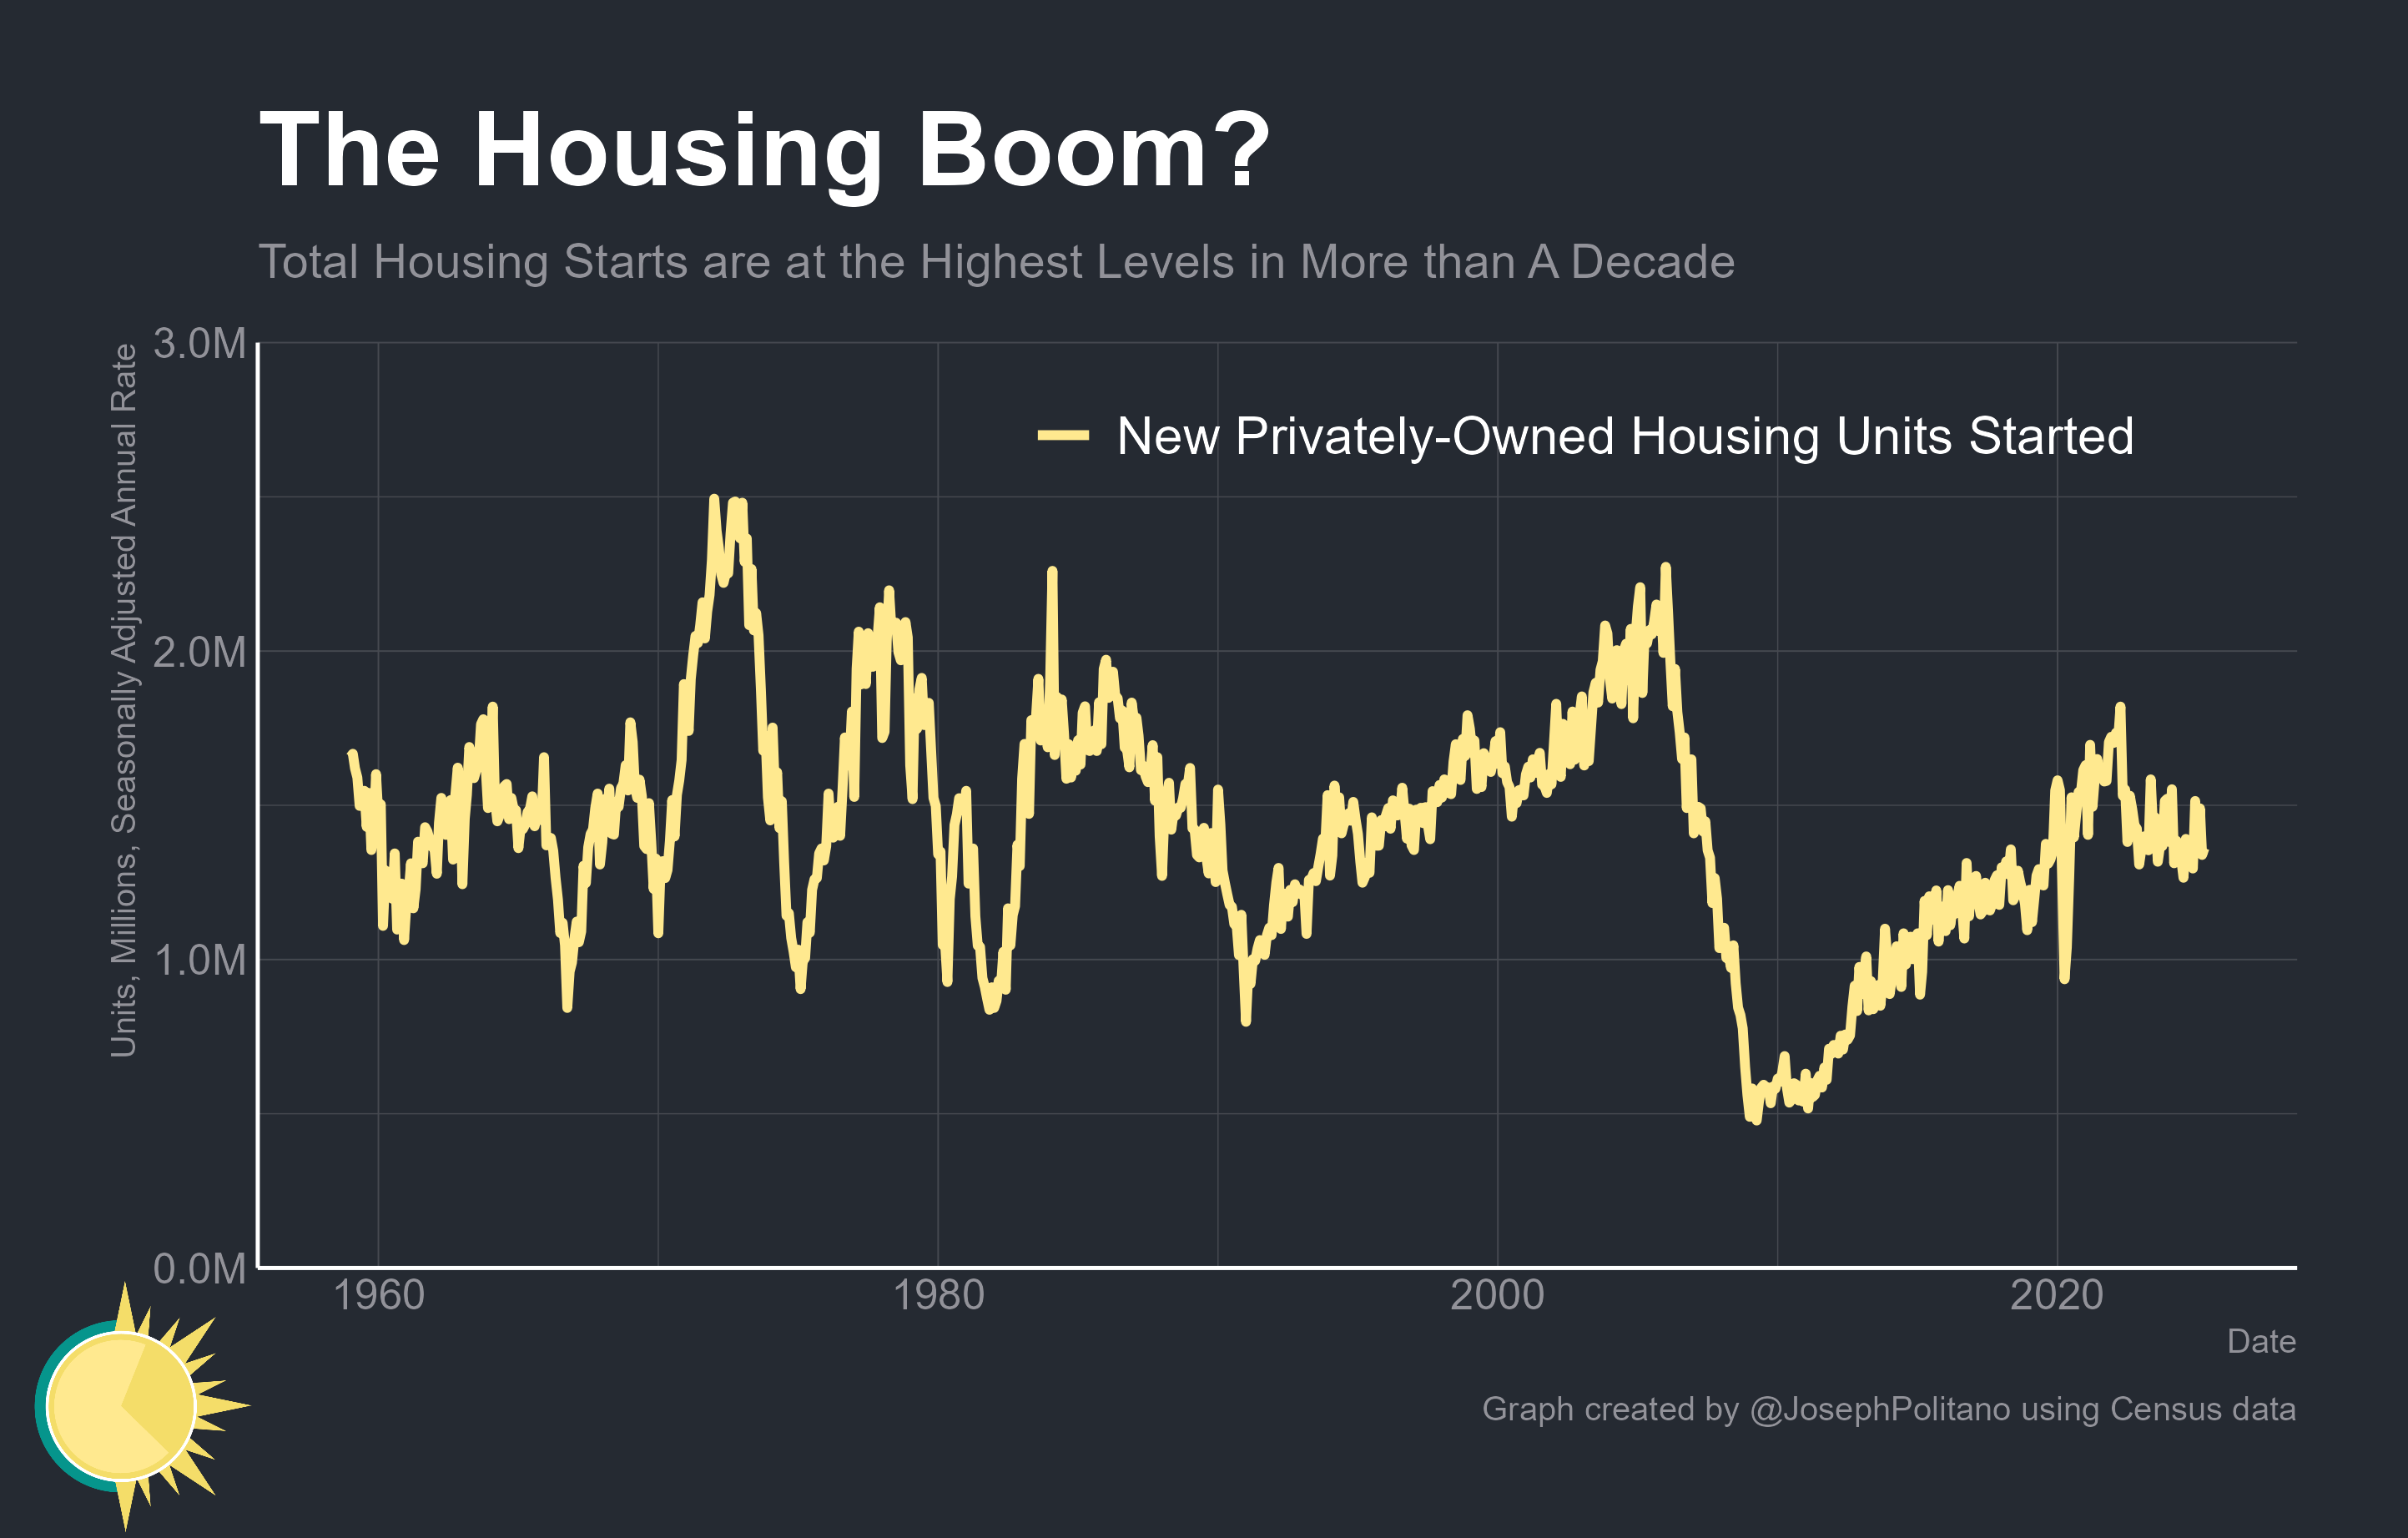 The Housing Boom?
Total Housing Starts are at the Highest Levels in More than A Decade
Units, Millions, Seasonally Adjusted Annual Rate
3.0M
2.0M
1.0M
0.0M
New Privately-Owned Housing Units Started
1960
1980
2000
2020
Date
Graph created by @JosephPolitano using Census data